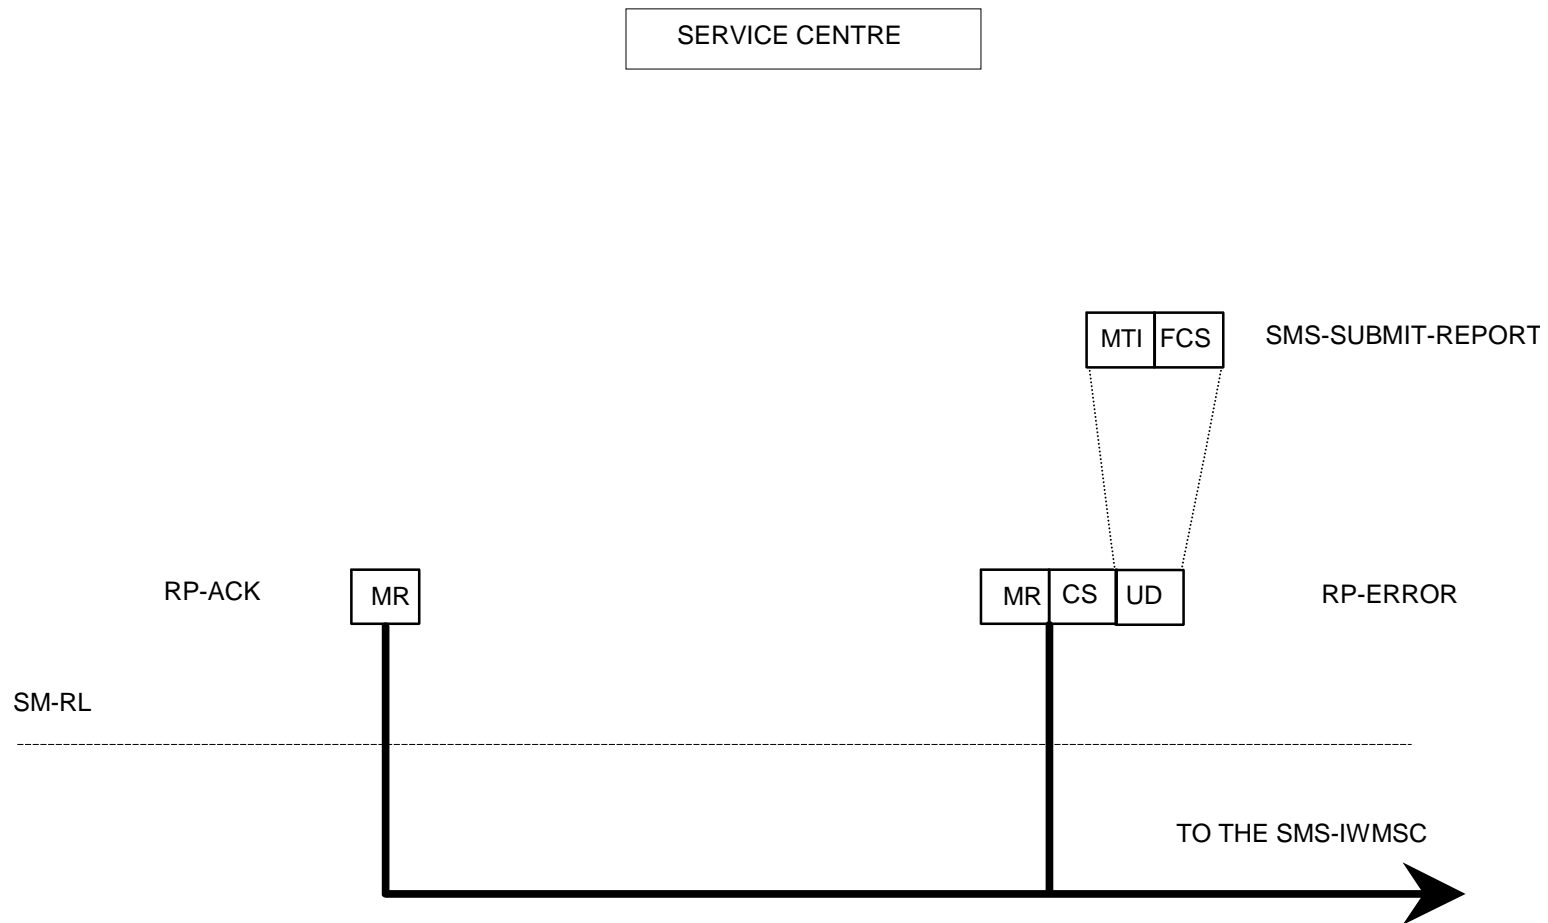 SERVICE CENTRE
MTI FCS SMS-SUBMIT-REPORT
RP-ACK MR MR CS UD RP-ERROR
SM-RL
TO THE SMS-IWMSC